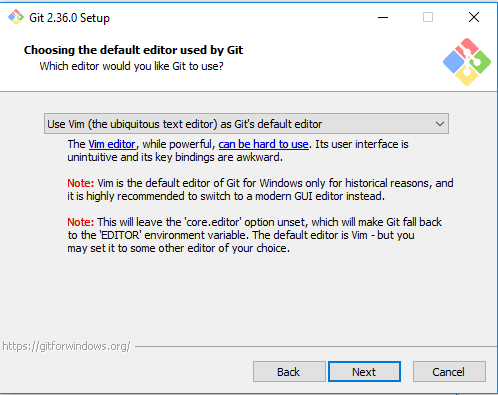 Git 2.36.0 Setup
Choosing the default editor used by Git
Which editor would you like Git to use?
Use Vim (the ubiquitous text editor) as Git's default editor
The Vim editor, while powerful, can be hard to use. Its user interface is
unintuitive and its key bindings are awkward.
Note: Vim is the default editor of Git for Windows only for historical reasons, and
it is highly recommended to switch to a modern GUI editor instead.
Note: This will leave the 'core.editor' option unset, which will make Git fall back
to the 'EDITOR' environment variable. The default editor is Vim - but you
may set it to some other editor of your choice.
https://gitforwindows.org/
Back
Next
Cancel